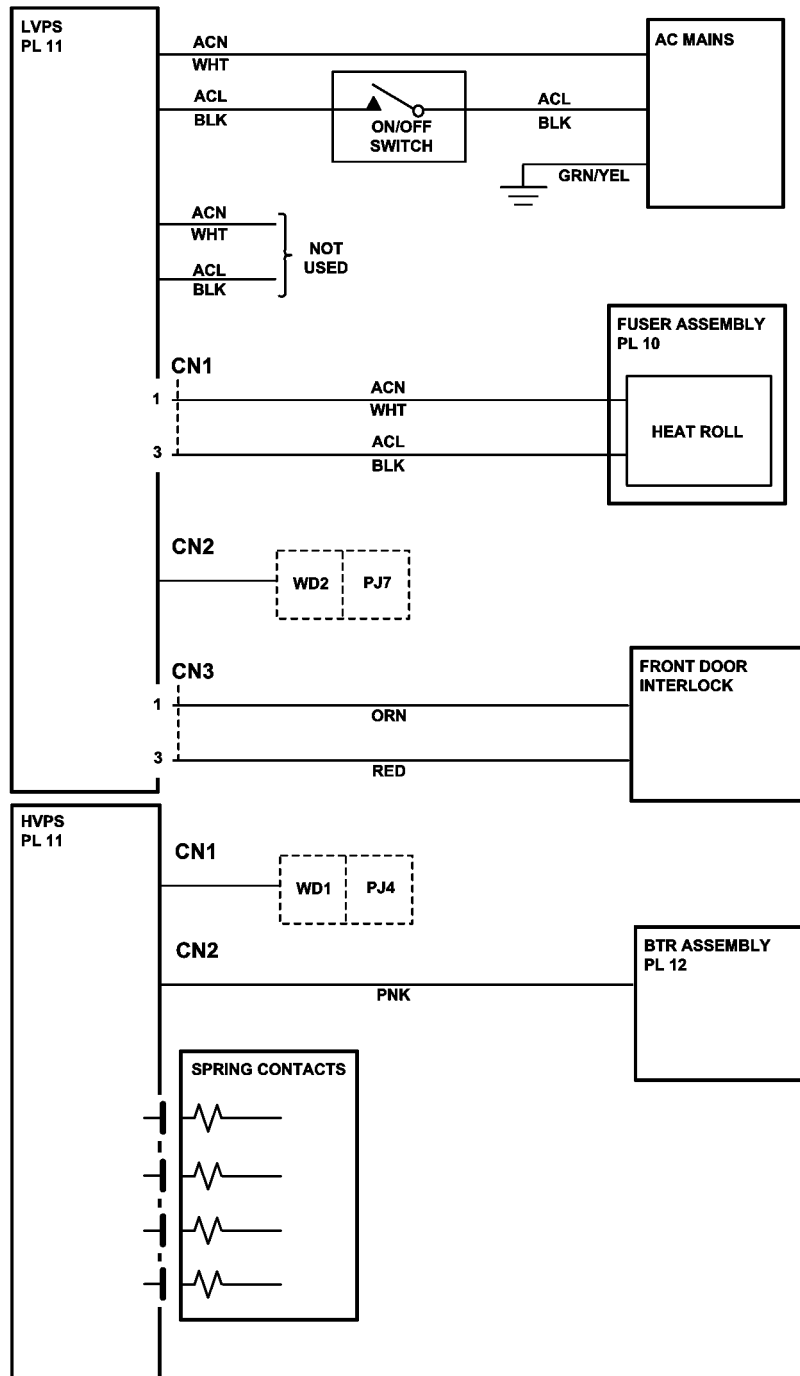 LVPS
PL 11
ACN
WHT
AC MAINS
ACL
BLK
ON/OFF
SWITCH
ACL
BLK
GRN/YEL
ACN
WHT
NOT
USED
ACL
BLK
FUSER ASSEMBLY
PL 10
CN1
1
ACN
WHT
HEAT ROLL
3
ACL
BLK
CN2
WD2
PJ7
CN3
FRONT DOOR
INTERLOCK
1
ORN
3
RED
HVPS
PL 11
CN1
WD1
PJ4
CN2
BTR ASSEMBLY
PL 12
PNK
SPRING CONTACTS